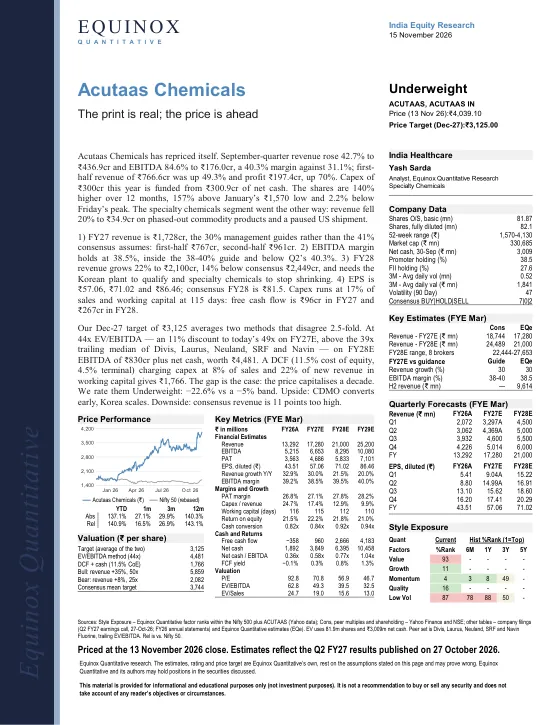 EQUINOX
QUANTITATIVE
India Equity Research
15 November 2026
Acutaas Chemicals
The print is real; the price is ahead
Underweight
ACUTAAS, ACUTAAS IN
Price (13 Nov 26):₹4,039.10
Price Target (Dec-27):₹3,125.00
Acutaas Chemicals has repriced itself. September-quarter revenue rose 42.7% to
₹436.9cr and EBITDA 84.6% to ₹176.0cr, a 40.3% margin against 31.1%; first-
half revenue of ₹766.6cr was up 49.3% and profit ₹197.4cr, up 70%. Capex of
₹300cr this year is funded from ₹300.9cr of net cash. The shares are 140%
higher over 12 months, 157% above January's ₹1,570 low and 2.2% below
Friday's peak. The specialty chemicals segment went the other way: revenue fell
20% to ₹34.9cr on phased-out commodity products and a paused US shipment.
1) FY27 revenue is ₹1,728cr, the 30% management guides rather than the 41%
consensus assumes: first-half ₹767cr, second-half ₹961cr. 2) EBITDA margin
holds at 38.5%, inside the 38-40% guide and below Q2's 40.3%. 3) FY28
revenue grows 22% to ₹2,100cr, 14% below consensus ₹2,449cr, and needs
the Korean plant to qualify and specialty chemicals to stop shrinking. 4) EPS is
₹57.06, ₹71.02 and ₹86.46; consensus FY28 is ₹81.5. Capex runs at 17% of
sales and working capital at 115 days: free cash flow is ₹96cr in FY27 and
₹267cr in FY28.
Our Dec-27 target of ₹3,125 averages two methods that disagree 2.5-fold. At
44x EV/EBITDA — an 11% discount to today's 49x on FY27E, above the 39x
trailing median of Divis, Laurus, Neuland, SRF and Navin — on FY28E
EBITDA of ₹830cr plus net cash, worth ₹4,481. A DCF (11.5% cost of equity,
4.5% terminal) charging capex at 8% of sales and 22% of new revenue in
working capital gives ₹1,766. The gap is the case: the price capitalises a decade.
We rate them Underweight: −22.6% vs a −5% band. Upside: CDMO converts
early, Korea scales. Downside: consensus revenue is 11 points too high.
India Healthcare
Yash Sarda
Analyst, Equinox Quantitative Research
Specialty Chemicals
Company Data
Shares O/S, basic (mn) 81.87
Shares, fully diluted (mn) 82.1
52-week range (₹) 1,570-4,130
Market cap (₹ mn) 330,685
Net cash, 30-Sep (₹ mn) 3,009
Promoter holding (%) 38.5
FII holding (%) 27.6
3M - Avg daily vol (mn) 0.52
3M - Avg daily val (₹ mn) 1,841
Volatility (90 Day) 47
Consensus BUY|HOLD|SELL 7|0|2
Key Estimates (FYE Mar)
Cons EQe
Revenue - FY27E (₹ mn) 18,744 17,280
Revenue - FY28E (₹ mn) 24,489 21,000
FY28E range, 8 brokers 22,444-27,653
FY27E vs guidance Guide EQe
Revenue growth (%) 30 30
EBITDA margin (%) 38-40 38.5
H2 revenue (₹ mn) — 9,614
Quarterly Forecasts (FYE Mar)
Revenue (₹ mn) FY26A FY27E FY28E
Q1 2,072 3,297A 4,500
Q2 3,062 4,369A 5,000
Q3 3,932 4,600 5,500
Q4 4,226 5,014 6,000
FY 13,292 17,280 21,000
EPS, diluted (₹) FY26A FY27E FY28E
Q1 5.41 9.04A 15.22
Q2 8.80 14.99A 16.91
Q3 13.10 15.62 18.60
Q4 16.20 17.41 20.29
FY 43.51 57.06 71.02
Style Exposure
Quant Current Hist %Rank (1=Top)
Factors %Rank 6M 1Y 3Y 5Y
Value 93 - - - -
Growth 11 - - - -
Momentum 4 3 8 49 -
Quality 16 - - - -
Low Vol 87 78 88 50 -
Price Performance
4,200
3,500
2,800
2,100
1,400
Jan 26 Apr 26 Jul 26 Oct 26
Acutaas Chemicals (₹) Nifty 50 (rebased)
YTD 1m 3m 12m
Abs 137.1% 27.1% 29.9% 140.3%
Rel 140.9% 16.5% 26.9% 143.1%
Valuation (₹ per share)
Target (average of the two) 3,125
EV/EBITDA method (44x) 4,481
DCF + cash (11.5% CoE) 1,766
Bull: revenue +35%, 50x 5,859
Bear: revenue +8%, 25x 2,082
Consensus mean target 3,744
Key Metrics (FYE Mar)
₹ in millions FY26A FY27E FY28E FY29E
Financial Estimates
Revenue 13,292 17,280 21,000 25,200
EBITDA 5,215 6,653 8,295 10,080
PAT 3,563 4,686 5,833 7,101
EPS, diluted (₹) 43.51 57.06 71.02 86.46
Revenue growth Y/Y 32.9% 30.0% 21.5% 20.0%
EBITDA margin 39.2% 38.5% 39.5% 40.0%
Margins and Growth
PAT margin 26.8% 27.1% 27.8% 28.2%
Capex / revenue 24.7% 17.4% 12.9% 9.9%
Working capital (days) 116 115 112 110
Return on equity 21.5% 22.2% 21.8% 21.0%
Cash conversion 0.82x 0.84x 0.92x 0.94x
Cash and Returns
Free cash flow −358 960 2,666 4,183
Net cash 1,892 3,849 6,395 10,458
Net cash / EBITDA 0.36x 0.58x 0.77x 1.04x
FCF yield −0.1% 0.3% 0.8% 1.3%
Valuation
P/E 92.8 70.8 56.9 46.7
EV/EBITDA 62.8 49.3 39.5 32.5
EV/Sales 24.7 19.0 15.6 13.0
Sources: Style Exposure – Equinox Quantitative factor ranks within the Nifty 500 plus ACUTAAS (Yahoo data); Cons, peer multiples and shareholding – Yahoo Finance and NSE; other tables – company filings
(Q2 FY27 earnings call, 27-Oct-26; FY26 annual statements) and Equinox Quantitative estimates (EQe). EV uses 81.9m shares and ₹3,009m net cash. Peer set is Divis, Laurus, Neuland, SRF and Navin
Fluorine, trailing EV/EBITDA. Rel is vs. Nifty 50.
Priced at the 13 November 2026 close. Estimates reflect the Q2 FY27 results published on 27 October 2026.
Equinox Quantitative research. The estimates, rating and price target are Equinox Quantitative's own, rest on the assumptions stated on this page and may prove wrong. Equinox Quantitative
and its authors may hold positions in the securities discussed.
This material is provided for informational and educational purposes only (not investment purposes). It is not a recommendation to buy or sell any security and does not
take account of any reader's objectives or circumstances.
Equinox Quantitative